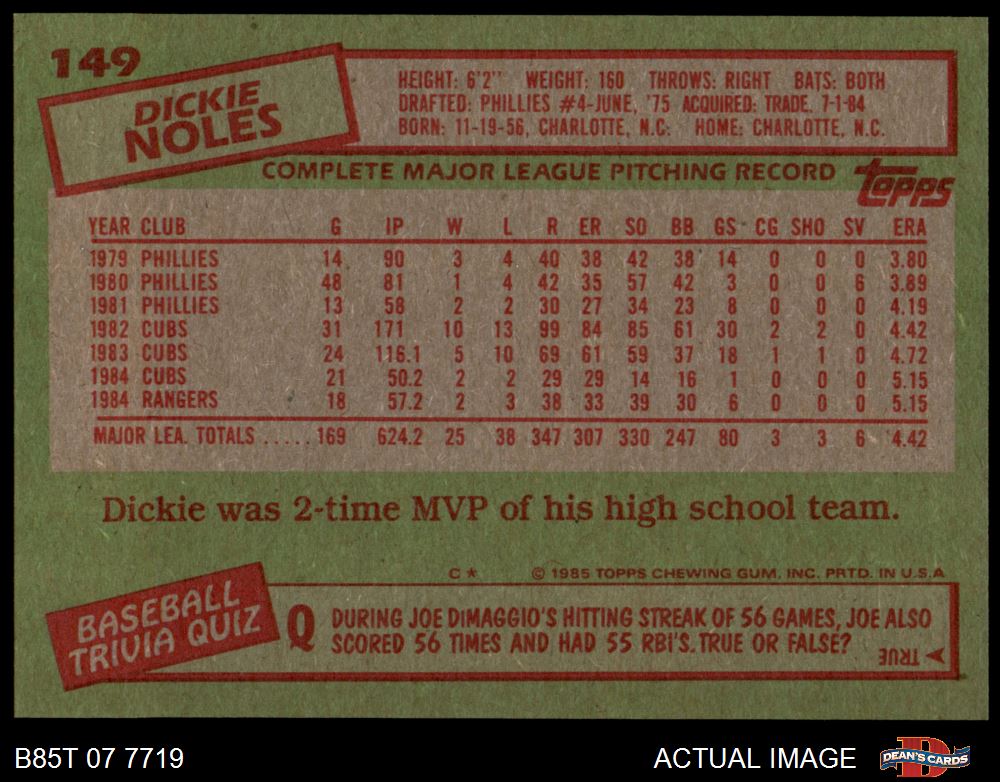 149
DICKIE
NOLES
HEIGHT: 6'2" WEIGHT: 160 THROWS: RIGHT BATS: BOTH
DRAFTED: PHILLIES #4-JUNE, '75 ACQUIRED: TRADE, 7-1-84
BORN: 11-19-56, CHARLOTTE, N.C. HOME: CHARLOTTE, N.C.
COMPLETE MAJOR LEAGUE PITCHING RECORD topps
YEAR CLUB G IP W L R ER SO BB GS CG SHO SV ERA
1979 PHILLIES 14 90 3 4 40 38 42 38 14 0 0 0 3.80
1980 PHILLIES 48 81 1 4 42 35 57 42 3 0 0 6 3.89
1981 PHILLIES 13 58 2 2 30 27 34 23 8 0 0 0 4.19
1982 CUBS 31 171 10 13 99 84 85 61 30 2 2 0 4.42
1983 CUBS 24 116.1 5 10 69 61 59 37 18 1 1 0 4.72
1984 CUBS 21 50.2 2 2 29 29 14 16 1 0 0 0 5.15
1984 RANGERS 18 57.2 2 3 38 33 39 30 6 0 0 0 5.15
MAJOR LEA. TOTALS ..... 169 624.2 25 38 347 307 330 247 80 3 3 6 4.42
Dickie was 2-time MVP of his high school team.
C * © 1985 TOPPS CHEWING GUM, INC. PRTD. IN U.S.A
BASEBALL
TRIVIA QUIZ
Q DURING JOE DiMAGGIO'S HITTING STREAK OF 56 GAMES, JOE ALSO
SCORED 56 TIMES AND HAD 55 RBI'S. TRUE OR FALSE?
TRUE
B85T 07 7719 ACTUAL IMAGE DEAN'S CARDS